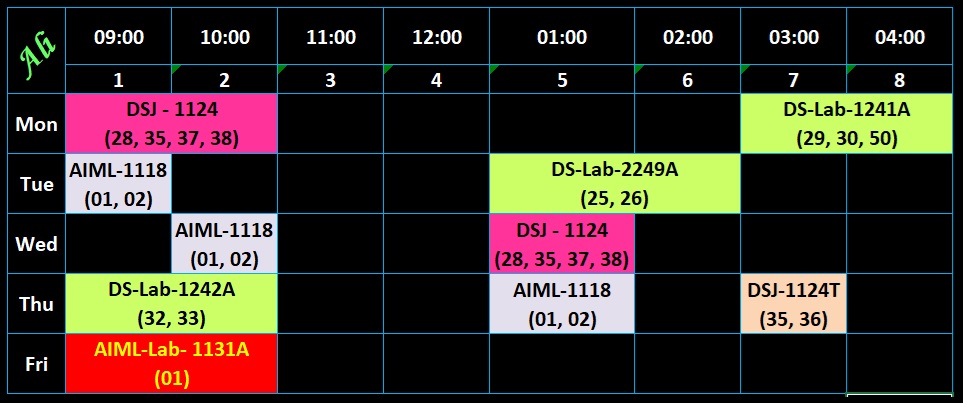 Ali
09:00 10:00 11:00 12:00 01:00 02:00 03:00 04:00
1 2 3 4 5 6 7 8
Mon
DSJ - 1124
(28, 35, 37, 38)
DS-Lab-1241A
(29, 30, 50)
Tue
AIML-1118
(01, 02)
DS-Lab-2249A
(25, 26)
Wed
AIML-1118
(01, 02)
DSJ - 1124
(28, 35, 37, 38)
Thu
DS-Lab-1242A
(32, 33)
AIML-1118
(01, 02)
DSJ-1124T
(35, 36)
Fri
AIML-Lab- 1131A
(01)